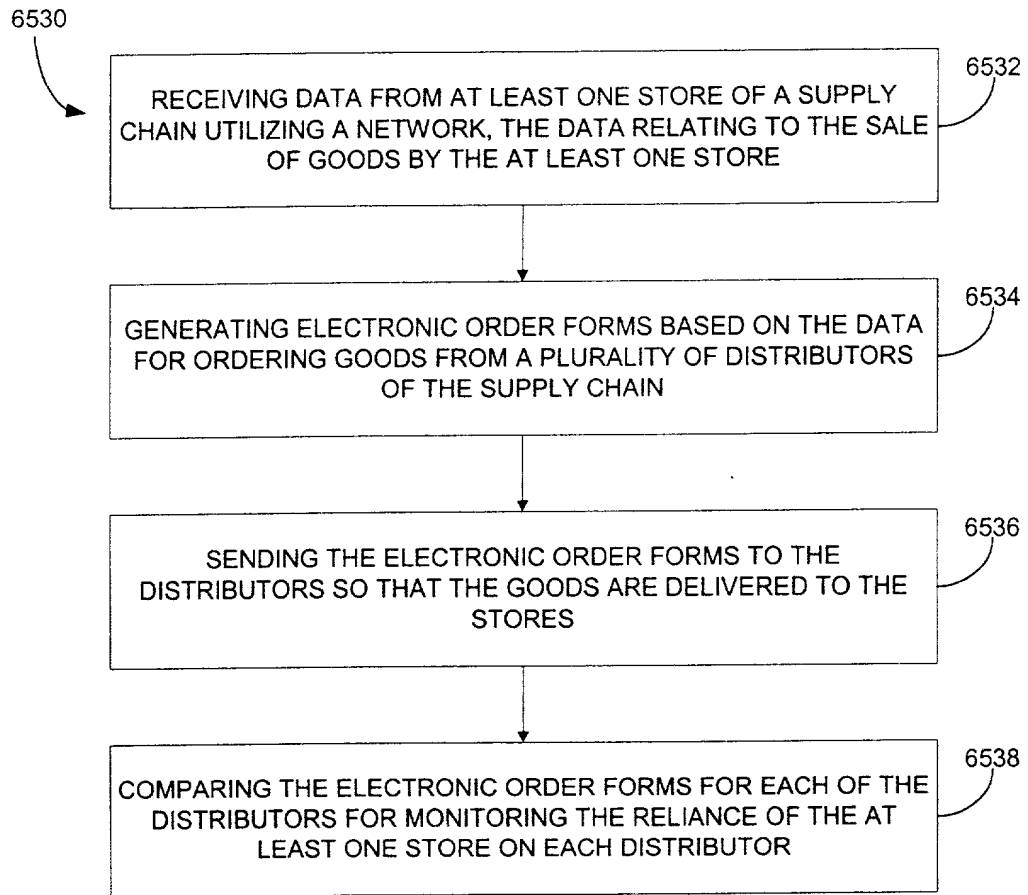 6530
6532
RECEIVING DATA FROM AT LEAST ONE STORE OF A SUPPLY
CHAIN UTILIZING A NETWORK, THE DATA RELATING TO THE SALE
OF GOODS BY THE AT LEAST ONE STORE
6534
GENERATING ELECTRONIC ORDER FORMS BASED ON THE DATA
FOR ORDERING GOODS FROM A PLURALITY OF DISTRIBUTORS
OF THE SUPPLY CHAIN
6536
SENDING THE ELECTRONIC ORDER FORMS TO THE
DISTRIBUTORS SO THAT THE GOODS ARE DELIVERED TO THE
STORES
6538
COMPARING THE ELECTRONIC ORDER FORMS FOR EACH OF THE
DISTRIBUTORS FOR MONITORING THE RELIANCE OF THE AT
LEAST ONE STORE ON EACH DISTRIBUTOR